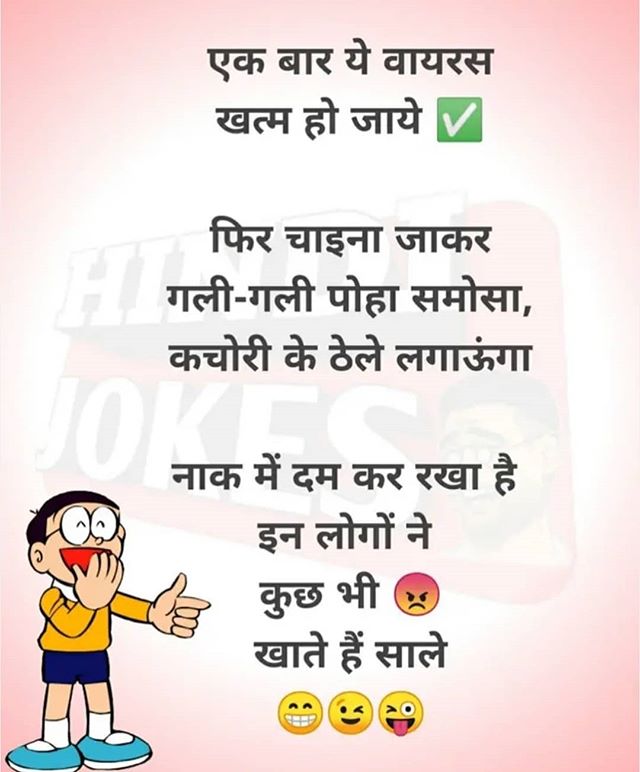 एक बार ये वायरस
खत्म हो जाये ✅
फिर चाइना जाकर
गली-गली पोहा समोसा,
कचोरी के ठेले लगाऊंगा
नाक में दम कर रखा है
इन लोगों ने
कुछ भी 😡
खाते हैं साले
😁😉😜
HINDI
JOKES